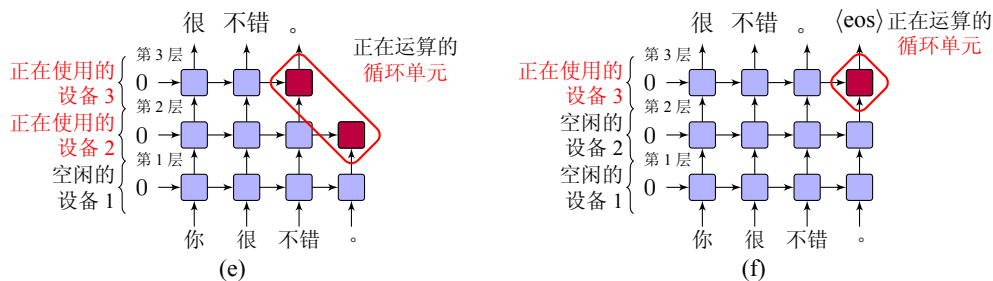 很 不错 。
正在运算的
循环单元
第 3 层
正在使用的
设备 3
0
第 2 层
正在使用的
设备 2
0
第 1 层
空闲的
设备 1
0
你 很 不错 。
(e)
很 不错 。 ⟨eos⟩ 正在运算的
循环单元
第 3 层
正在使用的
设备 3
0
第 2 层
空闲的
设备 2
0
第 1 层
空闲的
设备 1
0
你 很 不错 。
(f)